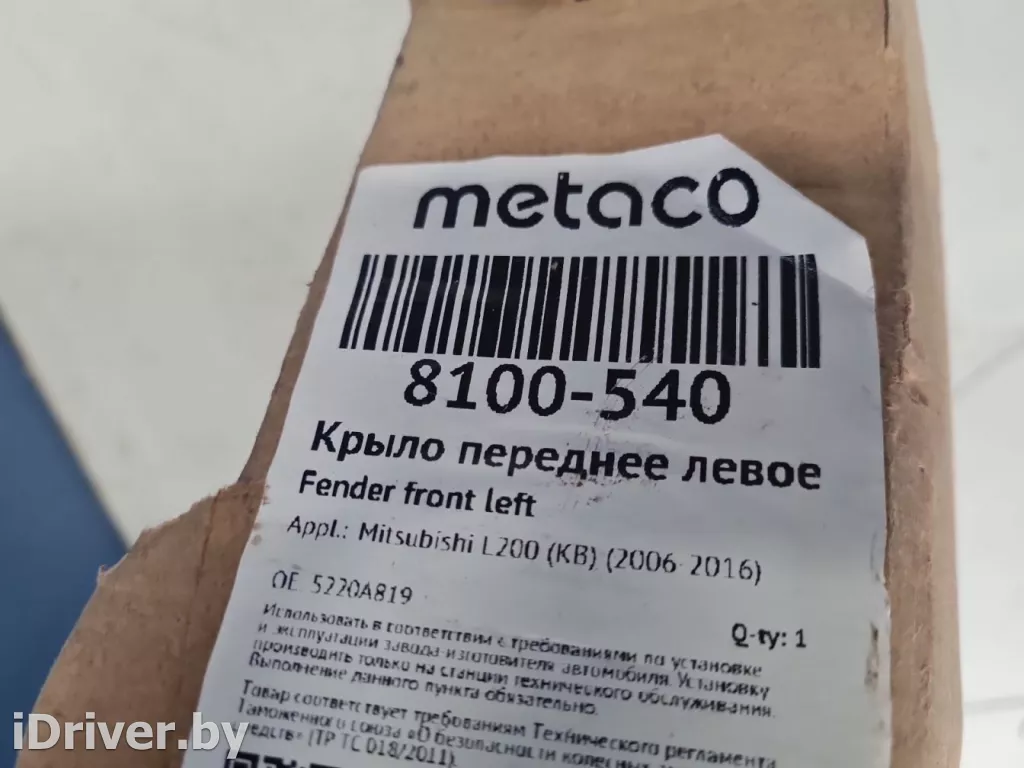 metaco
8100-540
Крыло переднее левое
Fender front left
Appl.: Mitsubishi L200 (KB) (2006-2016)
OE 5220A819
Q-ty: 1
Использовать в соответствии с требованиями по установке
и эксплуатации завода-изготовителя автомобиля. Установку
производить только на станции технического обслуживания.
Выполнение данного пункта обязательно.
Товар соответствует требованиям Технического регламента
Таможенного союза «О безопасности колесных
средств» (ТР ТС 018/2011).
iDriver.by